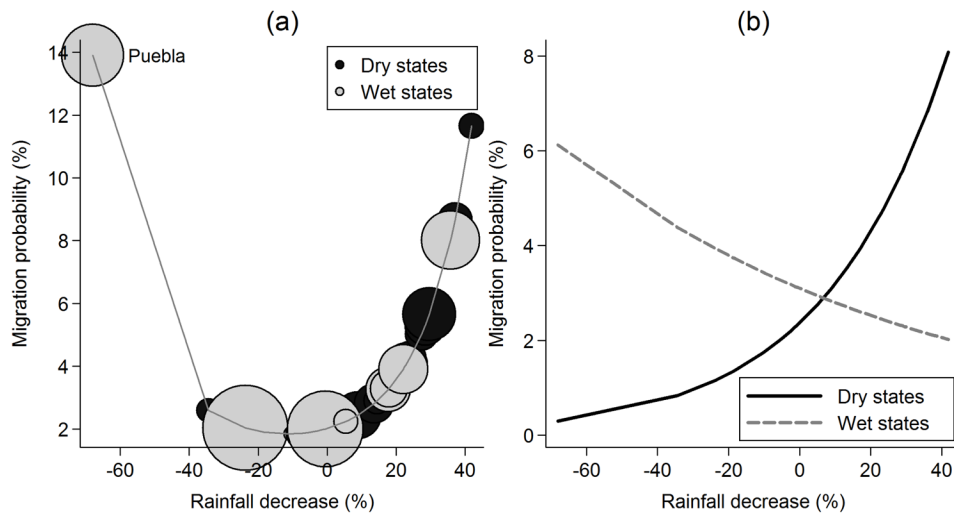 (a)
Migration probability (%)
14
12
10
8
6
4
2
Puebla
Dry states
Wet states
-60
-40
-20
0
20
40
Rainfall decrease (%)
(b)
Migration probability (%)
8
6
4
2
0
Dry states
Wet states
-60
-40
-20
0
20
40
Rainfall decrease (%)